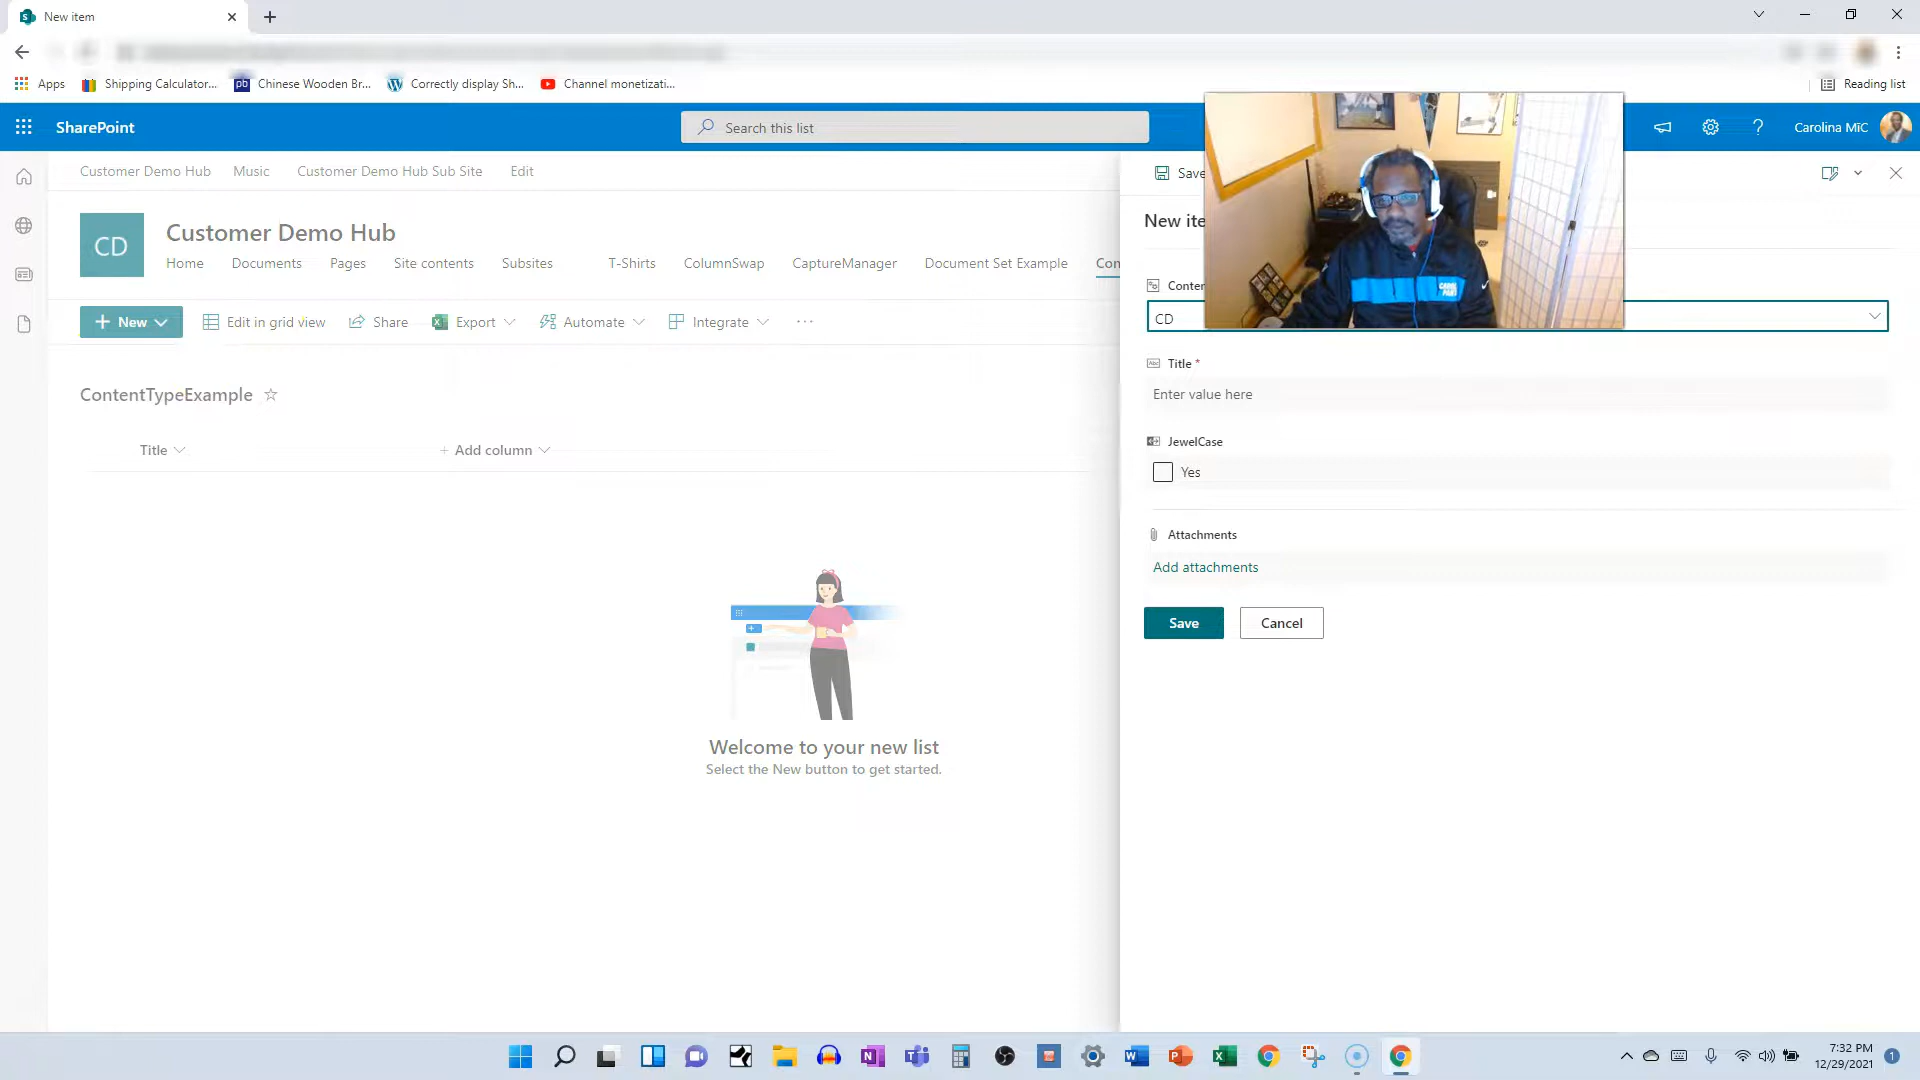 New item
Apps
Shipping Calculator...
pb
Chinese Wooden Br...
Correctly display Sh...
Channel monetizati...
Reading list
SharePoint
Search this list
Carolina MiC
Customer Demo Hub
Music
Customer Demo Hub Sub Site
Edit
Save
CD
Customer Demo Hub
Home
Documents
Pages
Site contents
Subsites
T-Shirts
ColumnSwap
CaptureManager
Document Set Example
Con
New
Edit in grid view
Share
Export
Automate
Integrate
ContentTypeExample
Title
Add column
Welcome to your new list
Select the New button to get started.
New ite
Conter
CD
Title *
Enter value here
JewelCase
Yes
Attachments
Add attachments
Save
Cancel
7:32 PM
12/29/2021
1